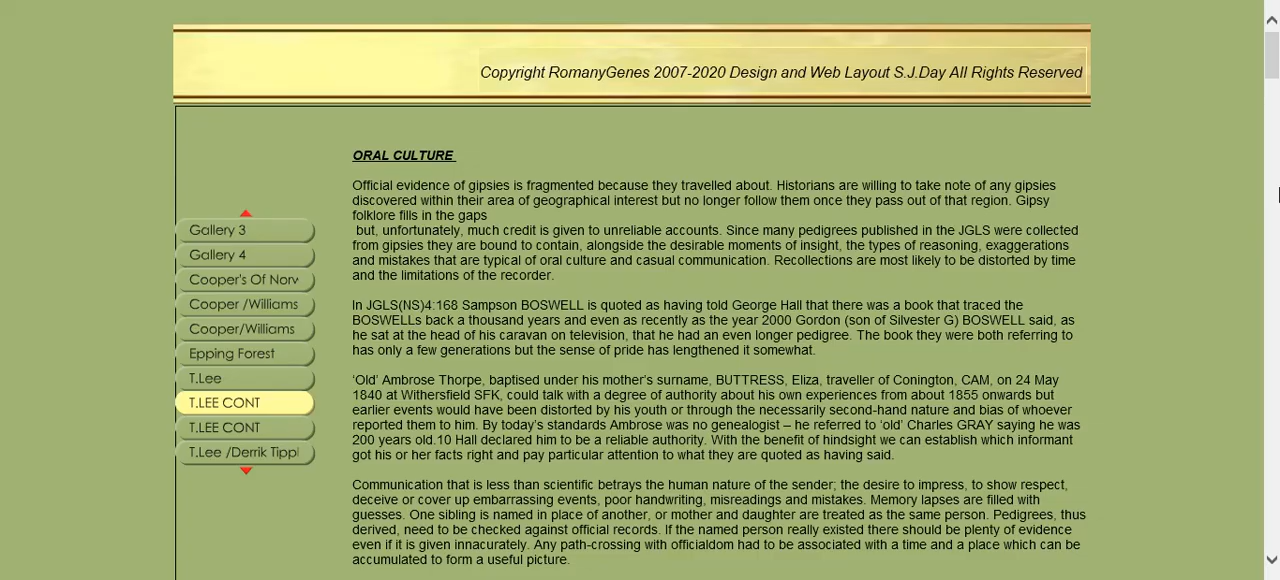 Copyright RomanyGenes 2007-2020 Design and Web Layout S.J.Day All Rights Reserved
Gallery 3
Gallery 4
Cooper's Of Norw
Cooper /Williams
Cooper/Williams
Epping Forest
T.Lee
T.LEE CONT
T.LEE CONT
T.Lee /Derrik Tippl
ORAL CULTURE
Official evidence of gipsies is fragmented because they travelled about. Historians are willing to take note of any gipsies
discovered within their area of geographical interest but no longer follow them once they pass out of that region. Gipsy
folklore fills in the gaps
but, unfortunately, much credit is given to unreliable accounts. Since many pedigrees published in the JGLS were collected
from gipsies they are bound to contain, alongside the desirable moments of insight, the types of reasoning, exaggerations
and mistakes that are typical of oral culture and casual communication. Recollections are most likely to be distorted by time
and the limitations of the recorder.
In JGLS(NS)4:168 Sampson BOSWELL is quoted as having told George Hall that there was a book that traced the
BOSWELLs back a thousand years and even as recently as the year 2000 Gordon (son of Silvester G) BOSWELL said, as
he sat at the head of his caravan on television, that he had an even longer pedigree. The book they were both referring to
has only a few generations but the sense of pride has lengthened it somewhat.
‘Old’ Ambrose Thorpe, baptised under his mother’s surname, BUTTRESS, Eliza, traveller of Conington, CAM, on 24 May
1840 at Withersfield SFK, could talk with a degree of authority about his own experiences from about 1855 onwards but
earlier events would have been distorted by his youth or through the necessarily second-hand nature and bias of whoever
reported them to him. By today’s standards Ambrose was no genealogist – he referred to ‘old’ Charles GRAY saying he was
200 years old.10 Hall declared him to be a reliable authority. With the benefit of hindsight we can establish which informant
got his or her facts right and pay particular attention to what they are quoted as having said.
Communication that is less than scientific betrays the human nature of the sender; the desire to impress, to show respect,
deceive or cover up embarrassing events, poor handwriting, misreadings and mistakes. Memory lapses are filled with
guesses. One sibling is named in place of another, or mother and daughter are treated as the same person. Pedigrees, thus
derived, need to be checked against official records. If the named person really existed there should be plenty of evidence
even if it is given innacurately. Any path-crossing with officialdom had to be associated with a time and a place which can be
accumulated to form a useful picture.